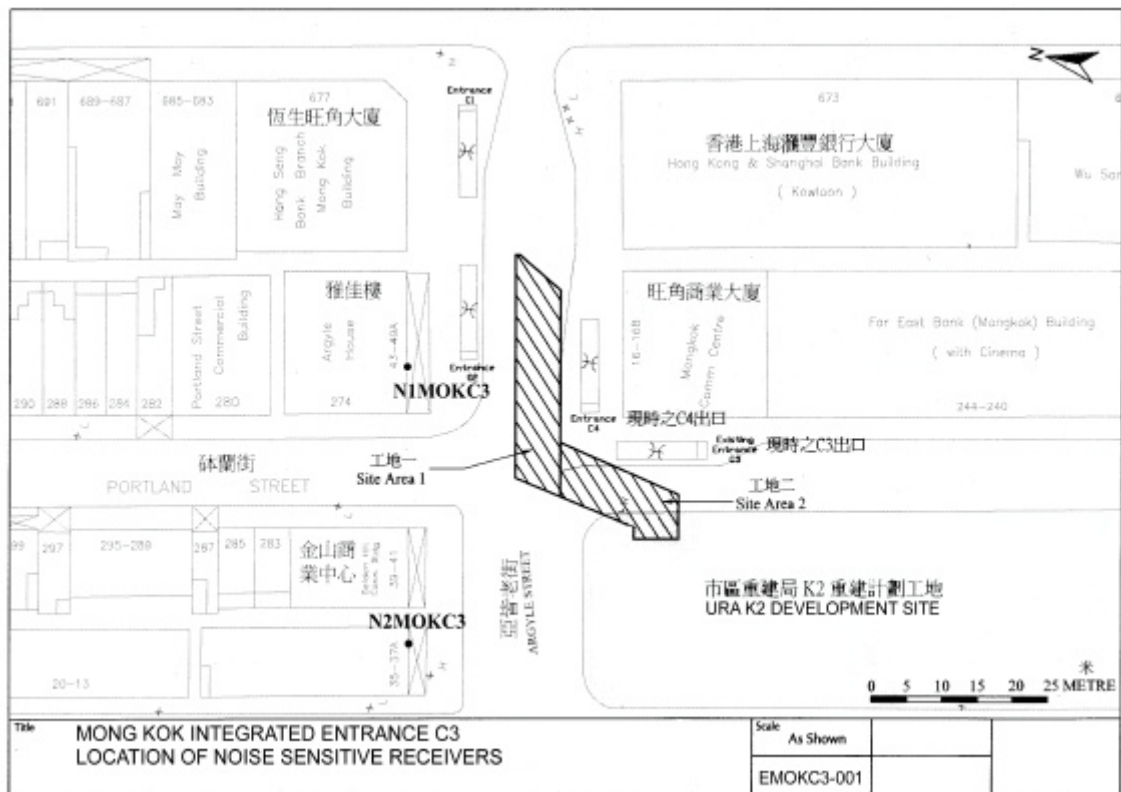 N
691
689-687
685-683
May May
Building
677
恆生旺角大廈
Hang Seng
Bank Branch
Mong Kok
Building
Entrance
C1
673
香港上海滙豐銀行大廈
Hong Kong & Shanghai Bank Building
( Kowloon )
290
288
286
284
282
Portland Street
Commercial
Building
280
雅佳樓
Argyle
House
274
43-49A
N1MOKC3
Entrance
C2
旺角商業大廈
16-16B
Mongkok
Comm Centre
Far East Bank (Mongkok) Building
( with Cinema )
244-240
Entrance
C4
現時之C4出口
Existing
Entrance
C3
現時之C3出口
砵蘭街
PORTLAND STREET
工地一
Site Area 1
工地二
Site Area 2
297
295-289
287
285
283
金山商
業中心
39-41
N2MOKC3
35-37A
20-13
亞皆老街
ARGYLE STREET
市區重建局 K2 重建計劃工地
URA K2 DEVELOPMENT SITE
米
0 5 10 15 20 25 METRE
Title
MONG KOK INTEGRATED ENTRANCE C3
LOCATION OF NOISE SENSITIVE RECEIVERS
Scale
As Shown
EMOKC3-001